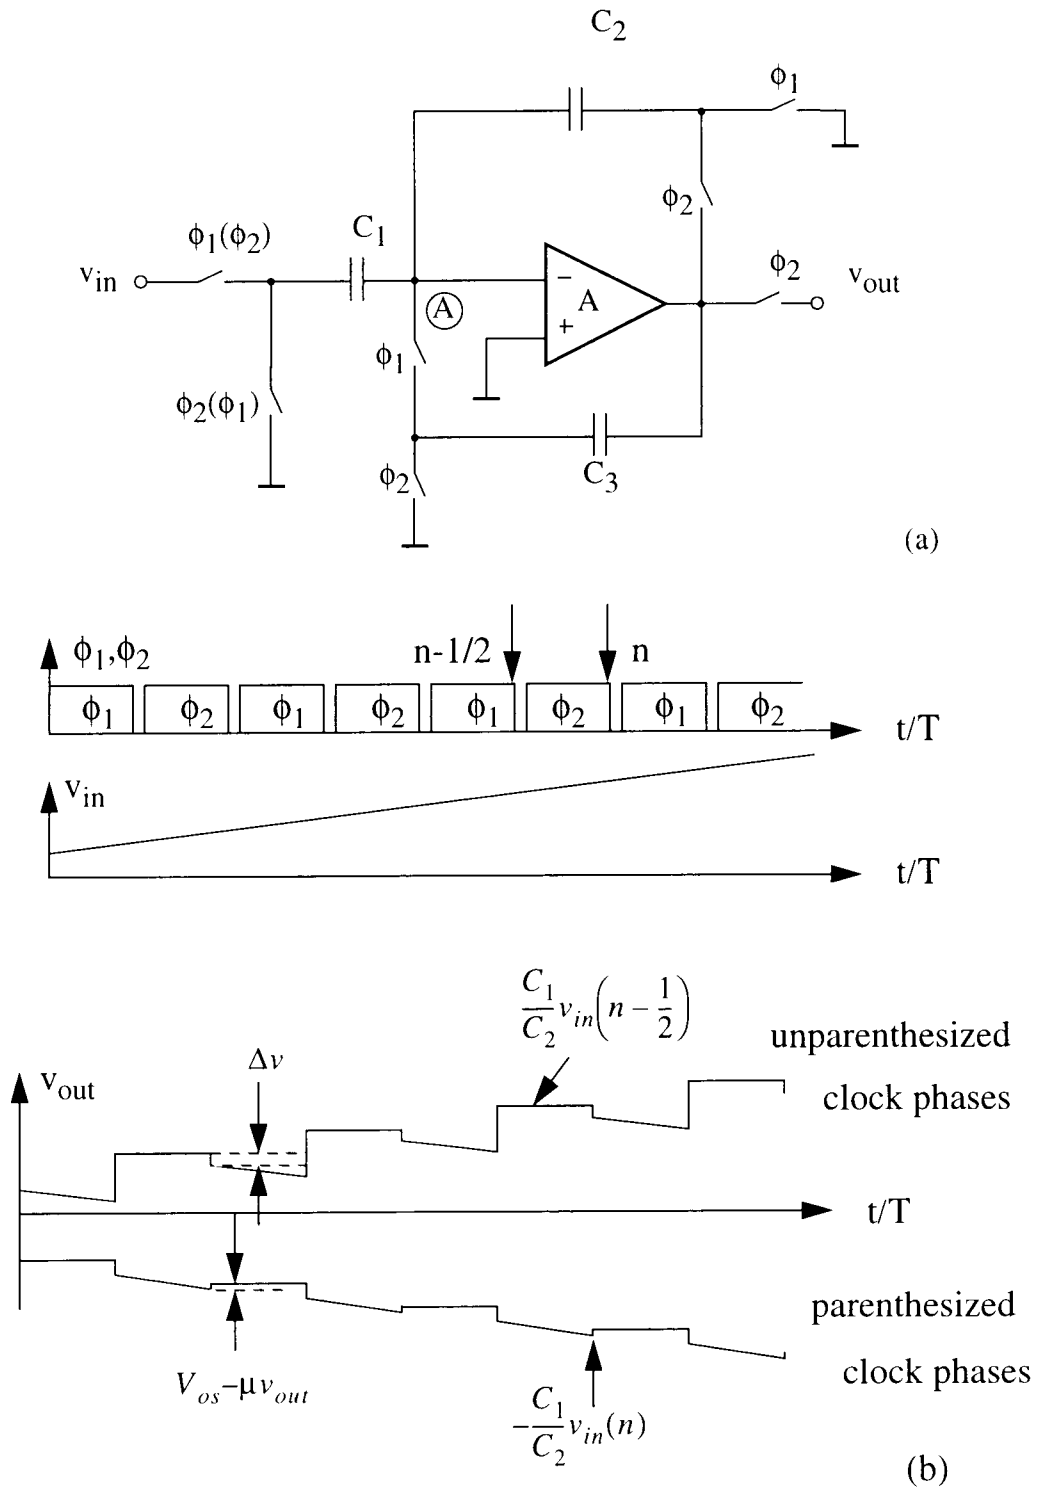 C2
ϕ1
ϕ2
C1
ϕ1(ϕ2)
vin
A
−
A
+
ϕ2
vout
ϕ1
ϕ2(ϕ1)
ϕ2
C3
(a)
ϕ1,ϕ2
n-1/2
n
ϕ1 ϕ2 ϕ1 ϕ2 ϕ1 ϕ2 ϕ1 ϕ2
t/T
vin
t/T
C1/C2 vin(n − 1/2)
unparenthesized
clock phases
Δv
vout
t/T
parenthesized
clock phases
Vos−μvout
−C1/C2 vin(n)
(b)